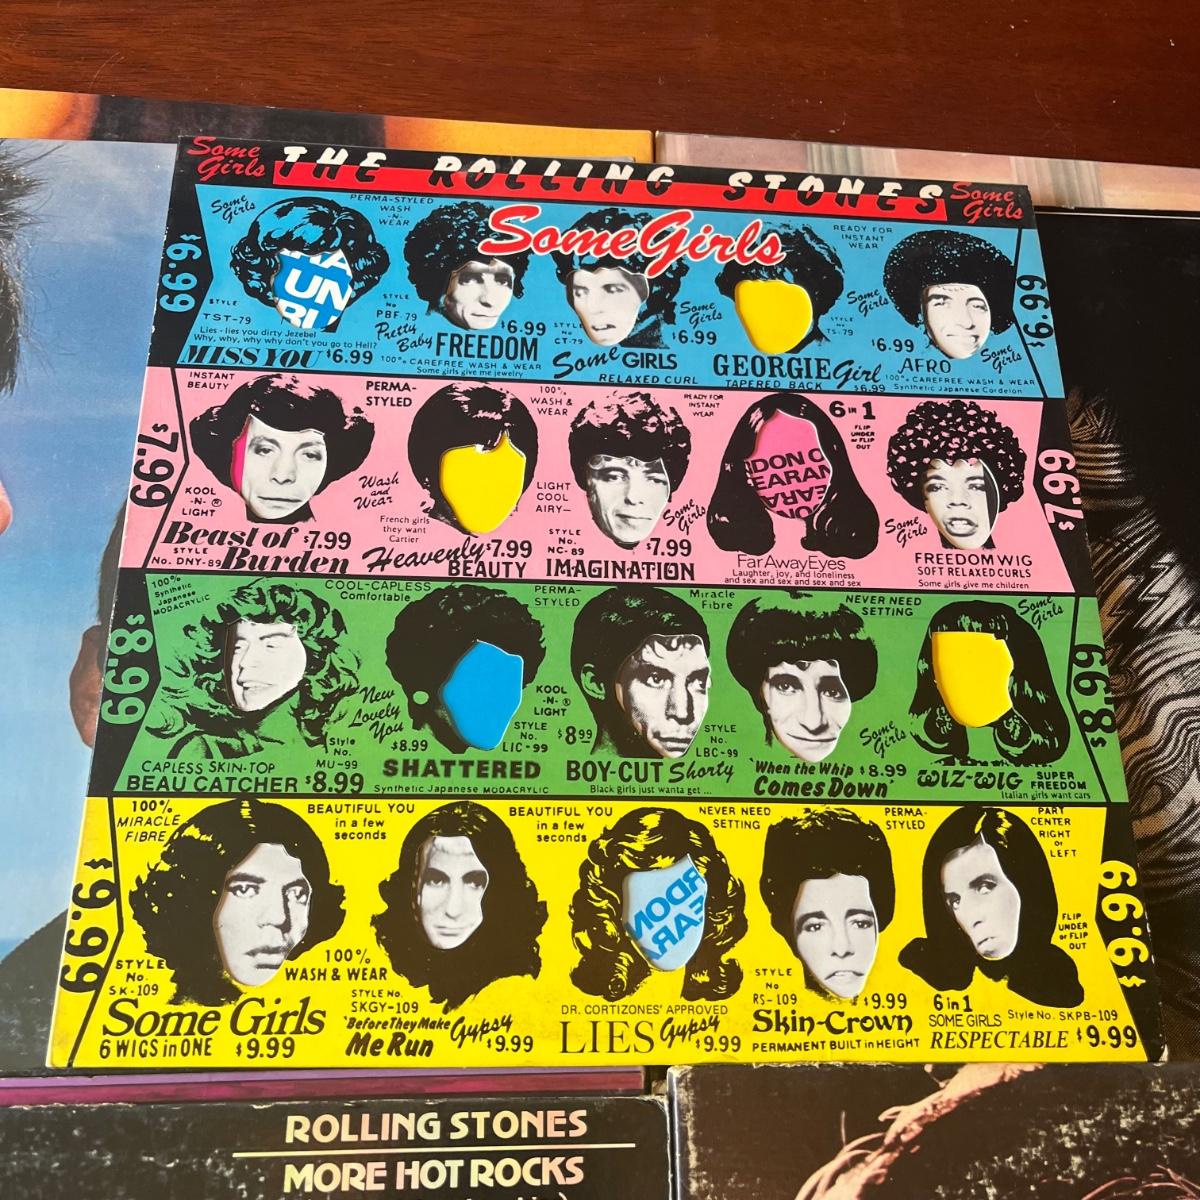 Some Girls
THE ROLLING STONES
Some Girls
Some Girls
$6.99
Some Girls
STYLE
TST-79
Lies - lies you dirty Jezebel
Why, why, why why don't you go to Hell?
MISS YOU $6.99
PERMA-STYLED
WASH
-N-
WEAR
STYLE
No
PBF-79
Pretty
Baby FREEDOM
$6.99
100% CAREFREE WASH & WEAR
Some girls give me jewelry
STYLE
No
CT-79
Some GIRLS
RELAXED CURL
Some Girls
$6.99
GEORGIE Girl
TAPERED BACK $6.99
READY FOR
INSTANT
WEAR
Some Girls
STYLE
No
TS-79
$6.99
AFRO
100% CAREFREE WASH & WEAR
Synthetic Japanese Cordelon
Some Girls
$6.99
$7.99
INSTANT
BEAUTY
KOOL
-N- ®
LIGHT
Beast of
Burden
$7.99
STYLE
No. DNY-89
PERMA-
STYLED
Wash
and
Wear
French girls
they want
Cartier
Heavenly $7.99
BEAUTY
100%
WASH &
WEAR
LIGHT
COOL
AIRY-
STYLE
No.
NC-89
$7.99
IMAGINATION
Some Girls
READY FOR
INSTANT
WEAR
DON C
EARAN
Far Away Eyes
Laughter, joy, and loneliness
and sex and sex and sex and sex
6 IN 1
FLIP
UNDER
or FLIP
OUT
Some Girls
FREEDOM WIG
SOFT RELAXED CURLS
Some girls give me children
$7.99
$8.99
100%
Synthetic
Japanese
MODACRYLIC
CAPLESS SKIN-TOP
BEAU CATCHER $8.99
Style
No.
MU-99
COOL-CAPLESS
Comfortable
New
Lovely
You
$8.99
SHATTERED
Synthetic Japanese MODACRYLIC
PERMA-
STYLED
KOOL
-N- ®
LIGHT
STYLE
No.
LIC-99
$8.99
BOY-CUT Shorty
Black girls just wanta get ...
Miracle
Fibre
STYLE
No.
LBC-99
'When the Whip
Comes Down'
$8.99
NEVER NEED
SETTING
Some Girls
WIZ-WIG
SUPER
FREEDOM
Italian girls want cars
Some Girls
$8.99
$9.99
100%
MIRACLE
FIBRE
STYLE
No.
SK-109
Some Girls
6 WIGS in ONE $9.99
BEAUTIFUL YOU
in a few
seconds
100%
WASH & WEAR
STYLE No.
SKGY-109
'Before They Make
Me Run
Gypsy
$9.99
BEAUTIFUL YOU
in a few
seconds
DR. CORTIZONES' APPROVED
LIES Gypsy
$9.99
NEVER NEED
SETTING
STYLE
No
RS-109
$9.99
Skin-Crown
PERMANENT BUILT in HEIGHT
PERMA-
STYLED
6 in 1
SOME GIRLS Style No. SKPB-109
RESPECTABLE $9.99
PART
CENTER
RIGHT
or
LEFT
FLIP
UNDER
or FLIP
OUT
$9.99
ROLLING STONES
MORE HOT ROCKS